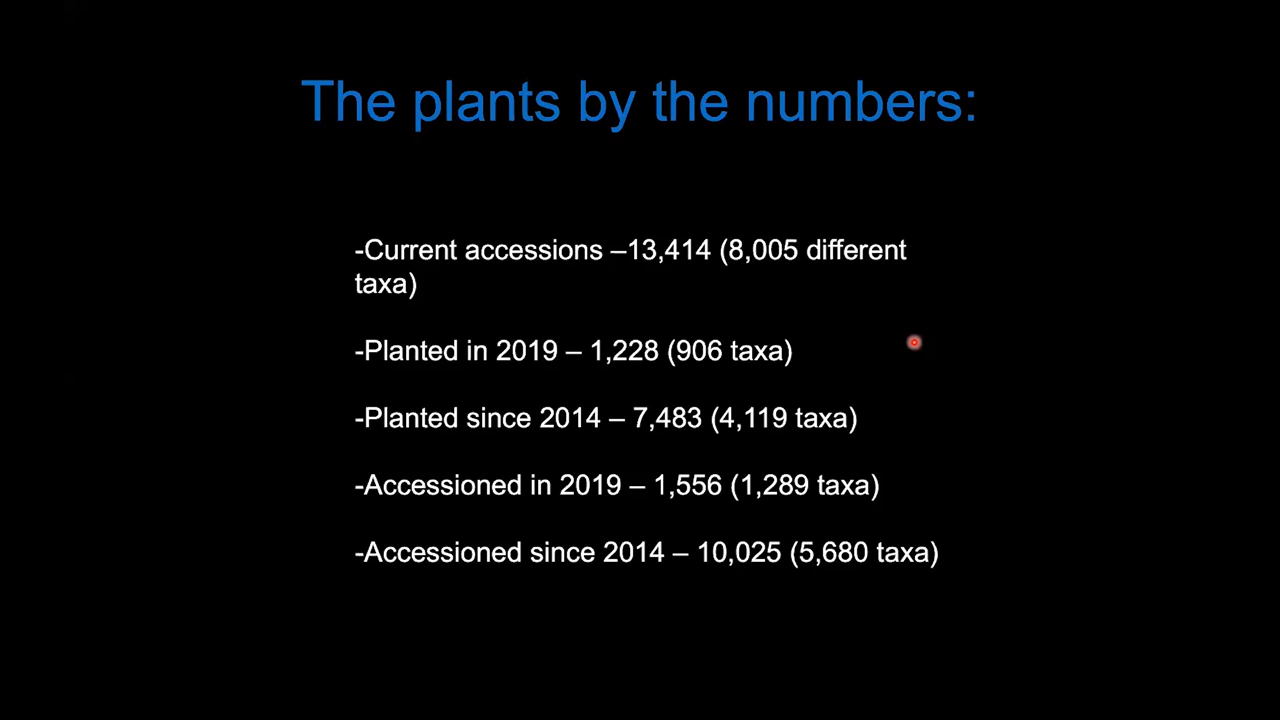 The plants by the numbers:
-Current accessions –13,414 (8,005 different
taxa)
-Planted in 2019 – 1,228 (906 taxa)
-Planted since 2014 – 7,483 (4,119 taxa)
-Accessioned in 2019 – 1,556 (1,289 taxa)
-Accessioned since 2014 – 10,025 (5,680 taxa)